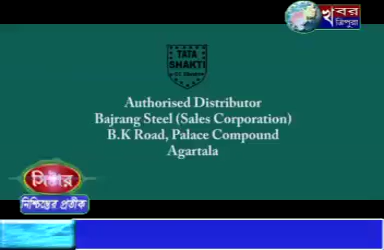 খবর
ত্রিপুরা
TATA
SHAKTI
Authorised Distributor
Bajrang Steel (Sales Corporation)
B.K Road, Palace Compound
Agartala
সিস্টার
নিশ্চিন্তের প্রতীক